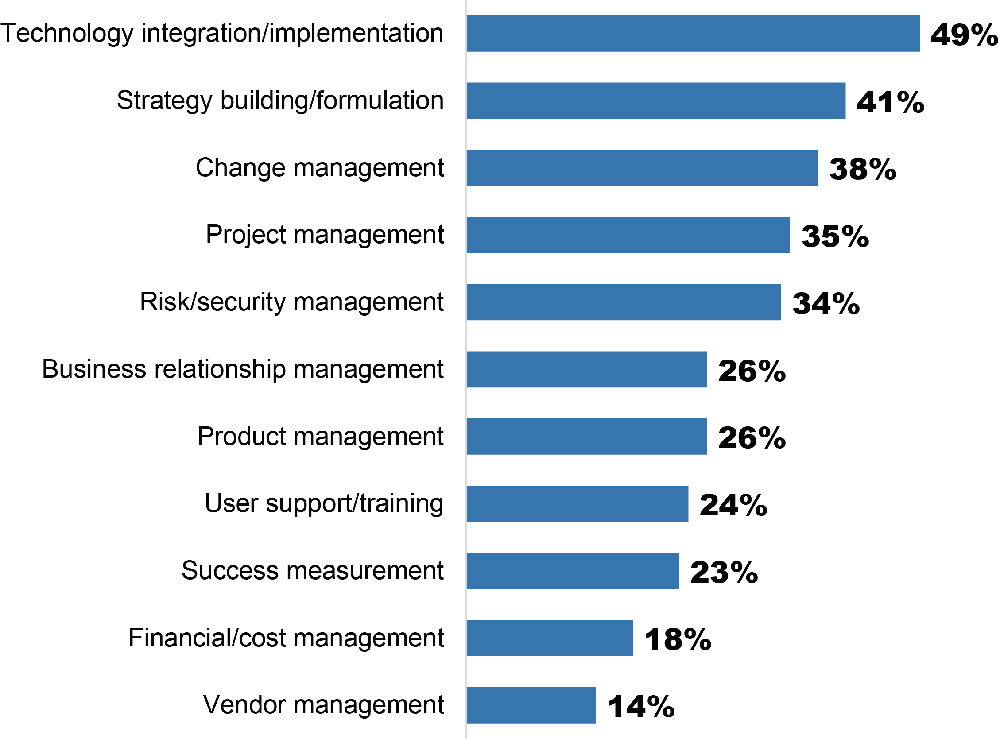 Technology integration/implementation 49%
Strategy building/formulation 41%
Change management 38%
Project management 35%
Risk/security management 34%
Business relationship management 26%
Product management 26%
User support/training 24%
Success measurement 23%
Financial/cost management 18%
Vendor management 14%